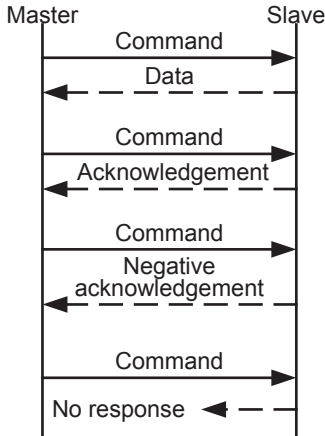 Master Slave
Command
Data
Command
Acknowledgement
Command
Negative
acknowledgement
Command
No response